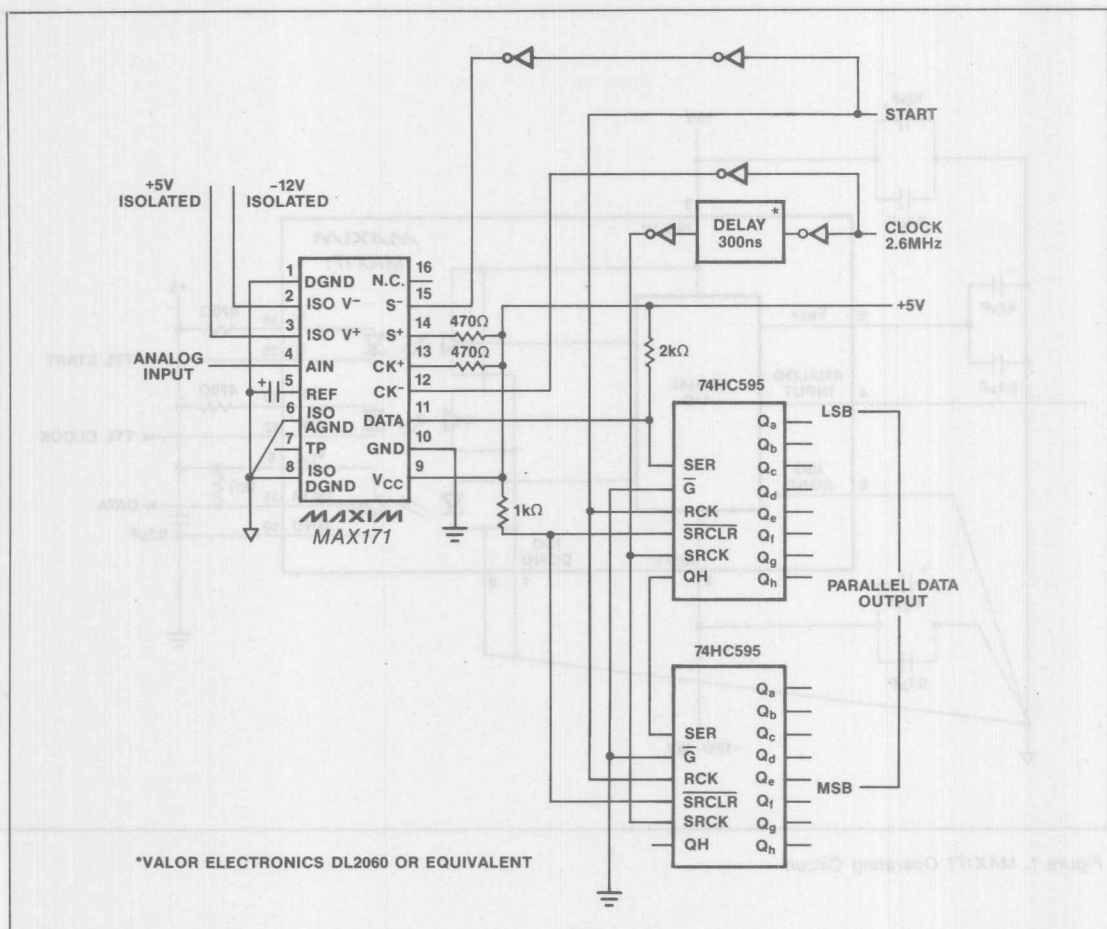 START
+5V
ISOLATED
-12V
ISOLATED
DELAY
300ns
*
CLOCK
2.6MHz
1
DGND
2
ISO V-
3
ISO V+
ANALOG
INPUT
4
AIN
+
5
REF
6
ISO
AGND
7
TP
8
ISO
DGND
16
N.C.
15
S-
14
S+
470Ω
13
CK+
470Ω
12
CK-
11
DATA
10
GND
9
VCC
MAXIM
MAX171
+5V
2kΩ
1kΩ
74HC595
SER
G
RCK
SRCLR
SRCK
QH
Qa
Qb
Qc
Qd
Qe
Qf
Qg
Qh
LSB
PARALLEL DATA
OUTPUT
MSB
74HC595
SER
G
RCK
SRCLR
SRCK
QH
Qa
Qb
Qc
Qd
Qe
Qf
Qg
Qh
*VALOR ELECTRONICS DL2060 OR EQUIVALENT